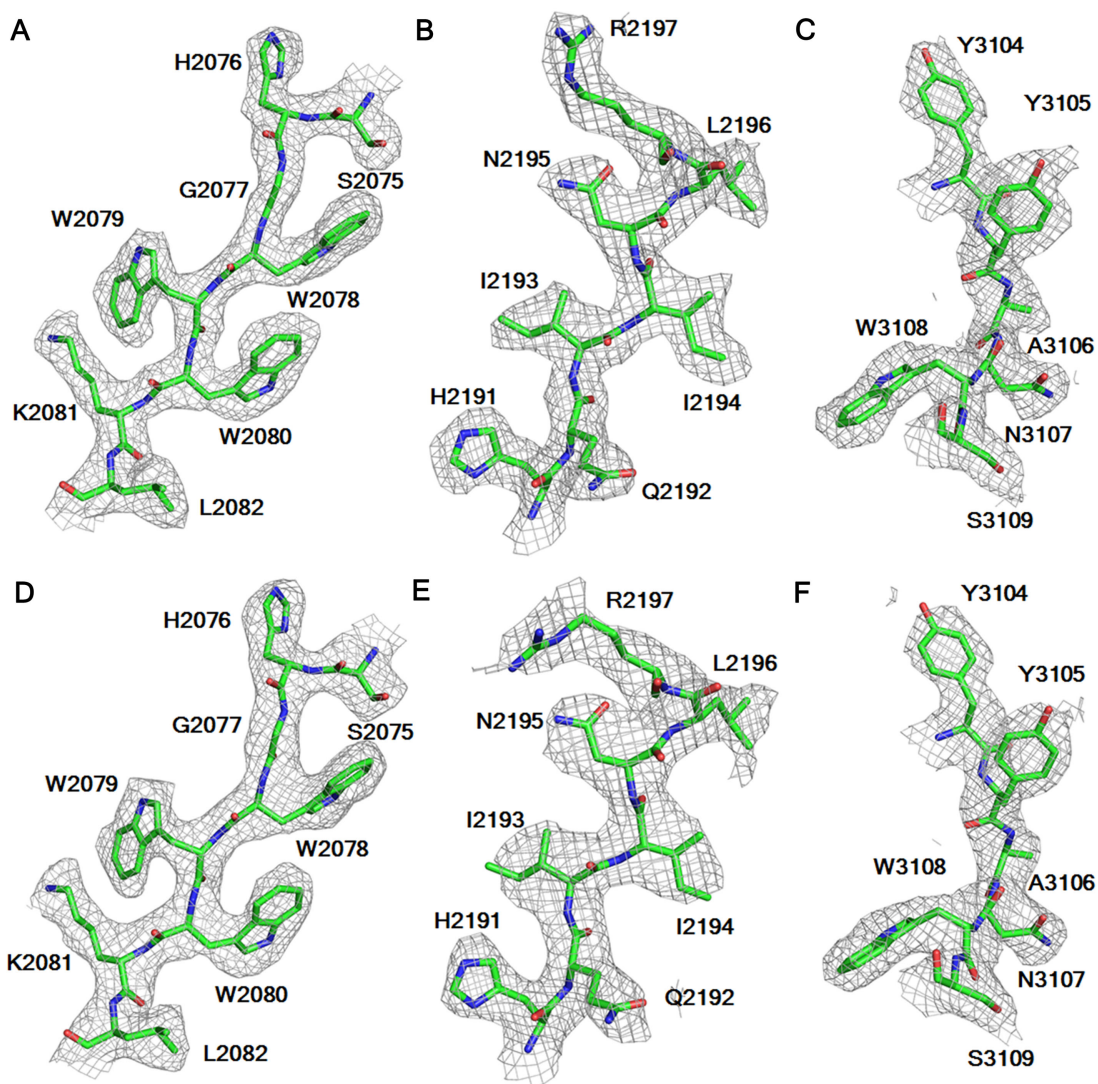 A
H2076
S2075
G2077
W2079
W2078
K2081
W2080
L2082
B
R2197
L2196
N2195
I2193
I2194
H2191
Q2192
C
Y3104
Y3105
W3108
A3106
N3107
S3109
D
H2076
G2077
S2075
W2079
W2078
K2081
W2080
L2082
E
R2197
L2196
N2195
I2193
I2194
H2191
Q2192
F
Y3104
Y3105
W3108
A3106
N3107
S3109